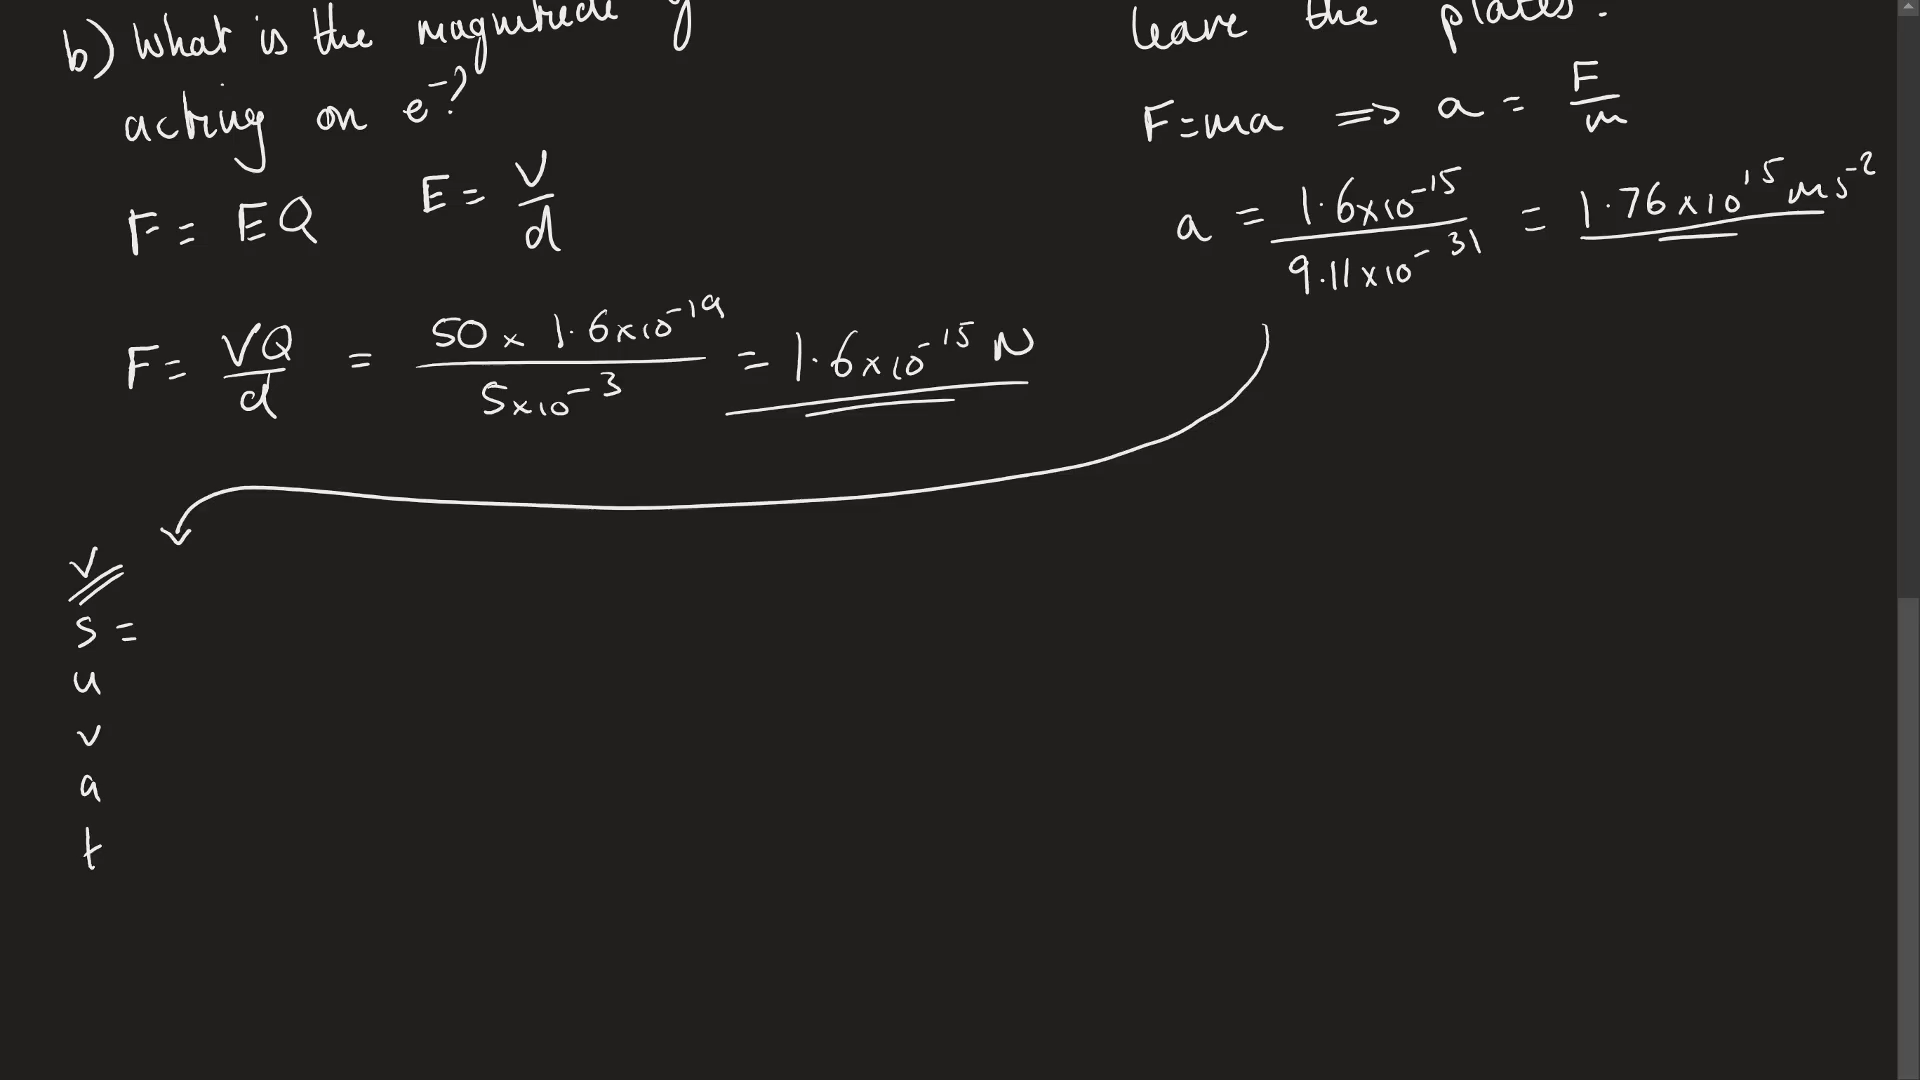 b) What is the magnitude
acting on e⁻?
F = EQ    E = V/d
F = VQ/d = 50 × 1.6×10⁻¹⁹ / 5×10⁻³ = 1.6×10⁻¹⁵ N
leave the plates.
F=ma ⇒ a = F/m
a = 1.6×10⁻¹⁵ / 9.11×10⁻³¹ = 1.76×10¹⁵ ms⁻²
v
s =
u
v
a
t